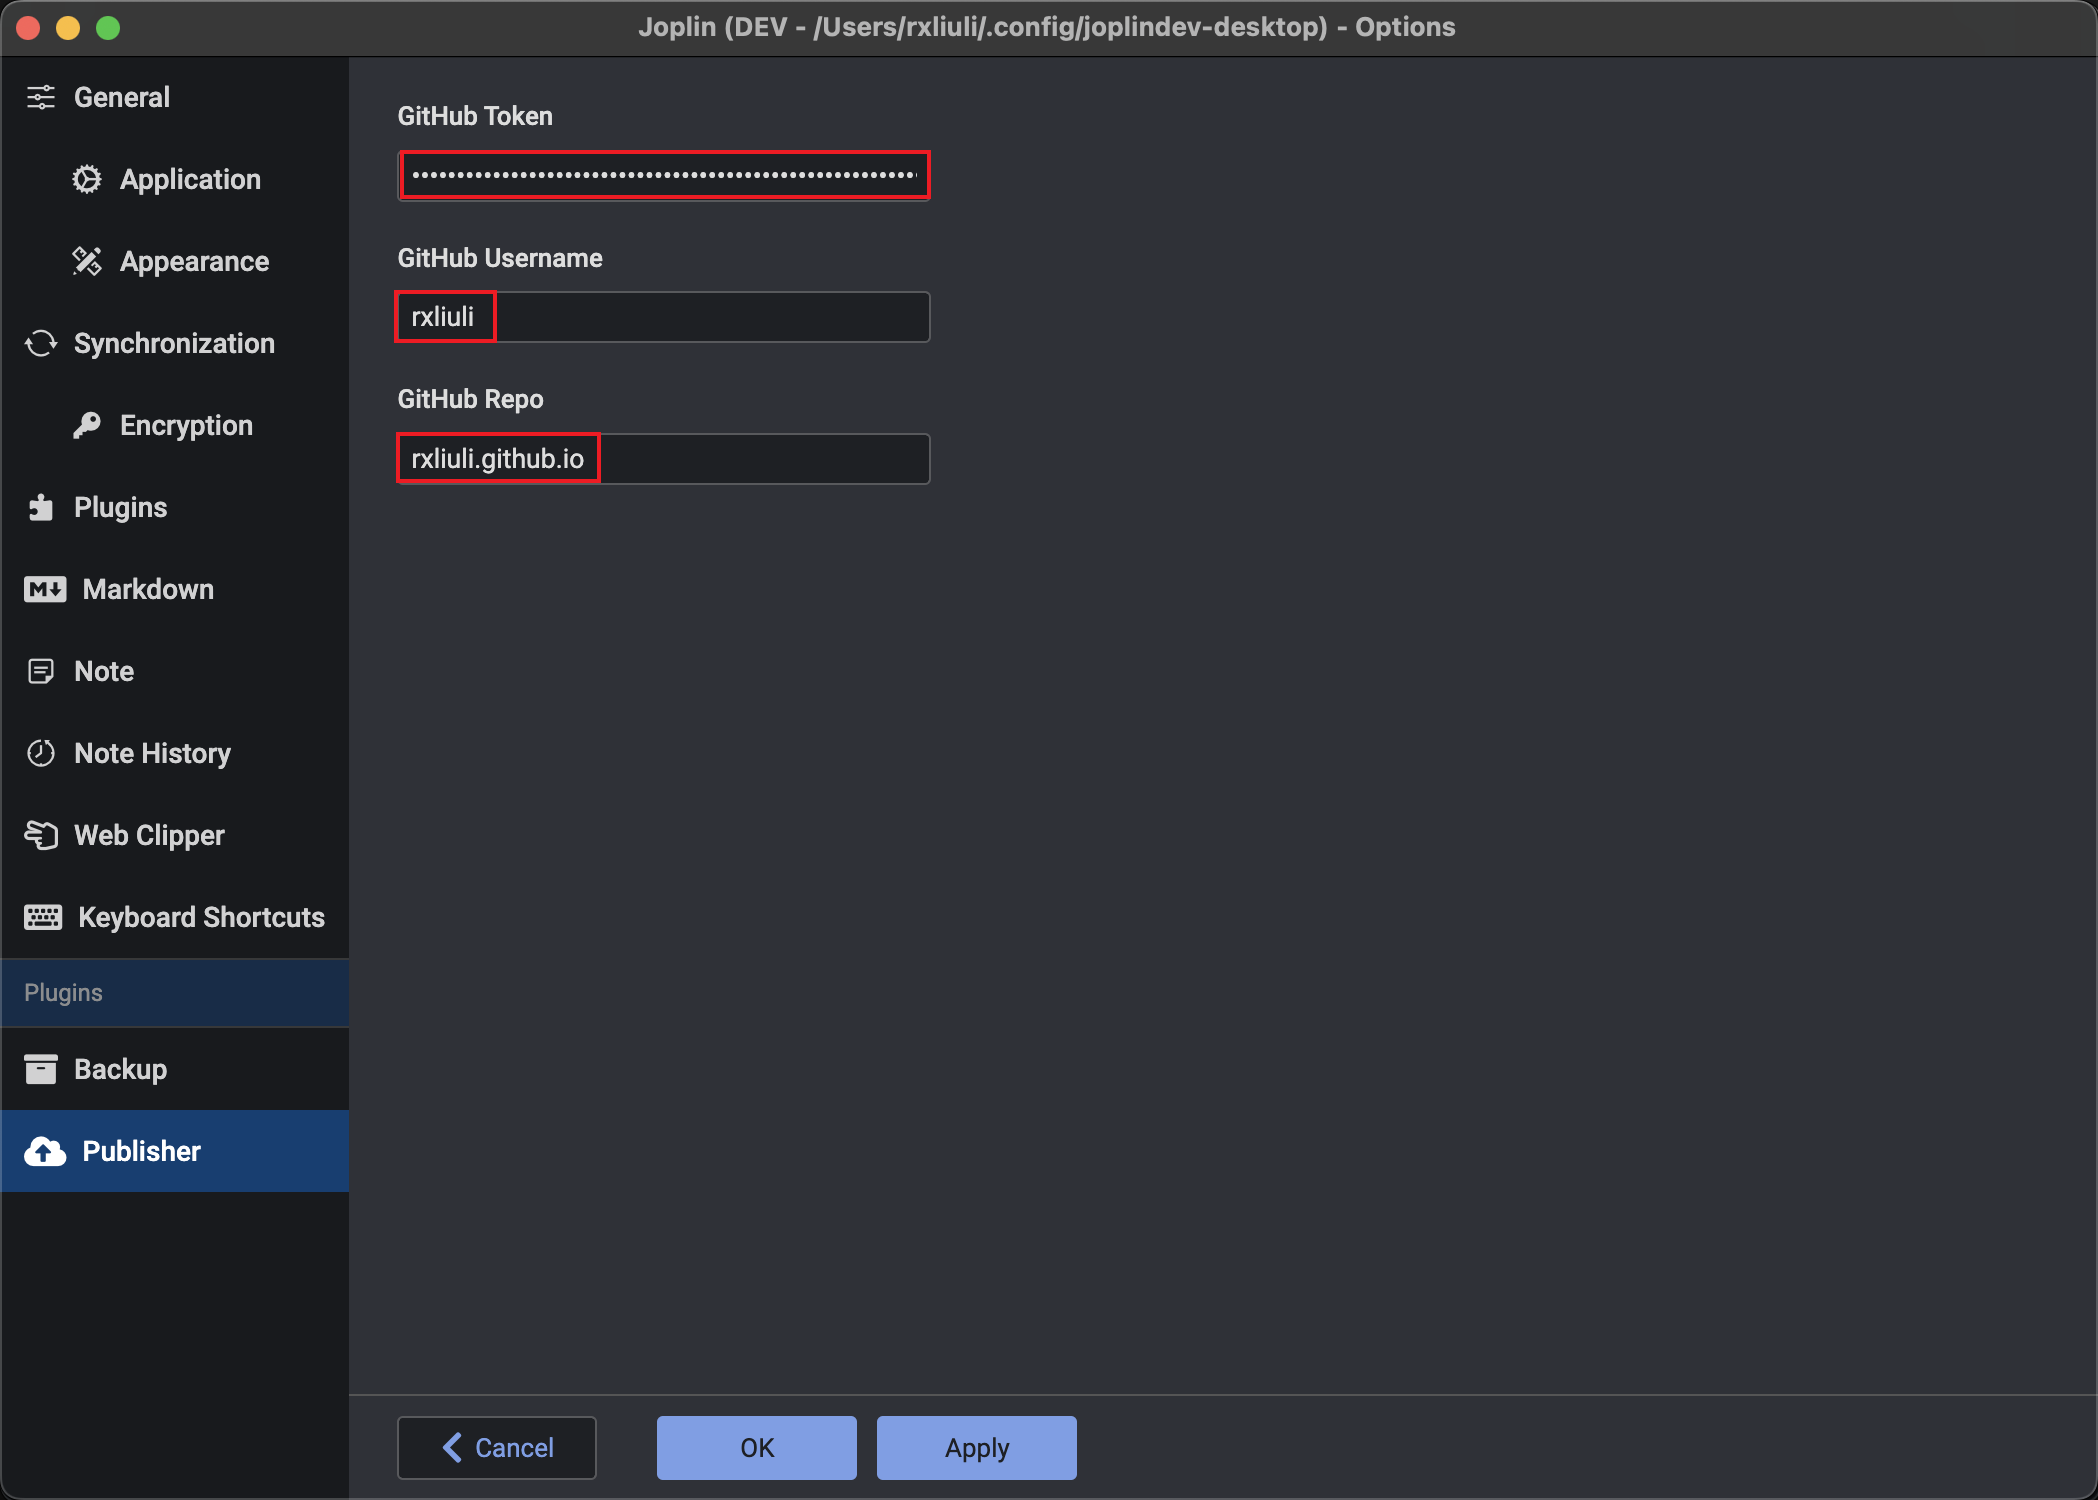 Joplin (DEV - /Users/rxliuli/.config/joplindev-desktop) - Options
General
Application
Appearance
Synchronization
Encryption
Plugins
Markdown
Note
Note History
Web Clipper
Keyboard Shortcuts
Plugins
Backup
Publisher
GitHub Token
GitHub Username
rxliuli
GitHub Repo
rxliuli.github.io
Cancel
OK
Apply